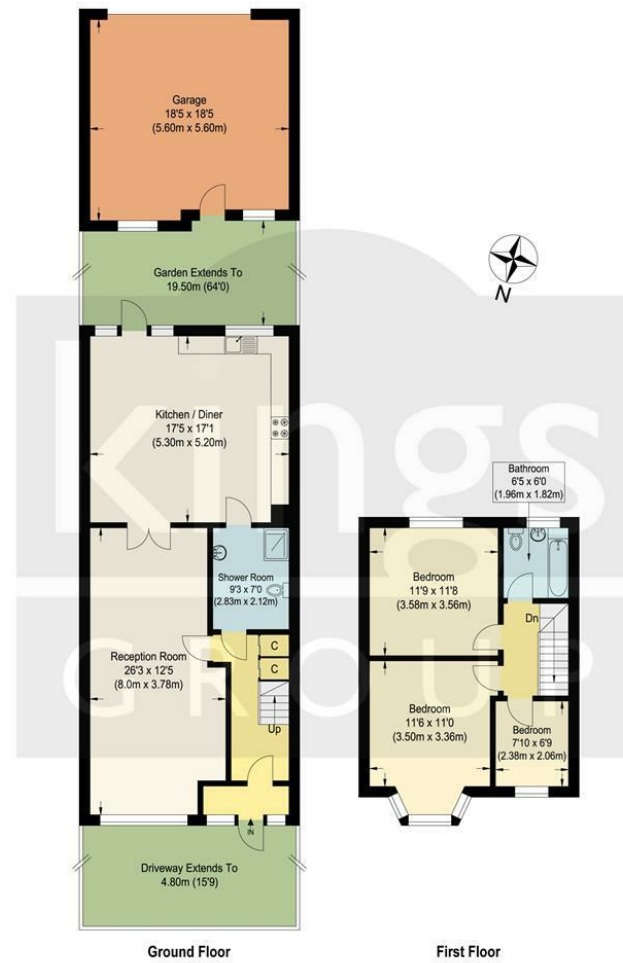 Garage
18'5 x 18'5
(5.60m x 5.60m)
Garden Extends To
19.50m (64'0)
N
Kitchen / Diner
17'5 x 17'1
(5.30m x 5.20m)
Bathroom
6'5 x 6'0
(1.96m x 1.82m)
Shower Room
9'3 x 7'0
(2.83m x 2.12m)
Bedroom
11'9 x 11'8
(3.58m x 3.56m)
Dn
C
C
Reception Room
26'3 x 12'5
(8.0m x 3.78m)
Up
Bedroom
11'6 x 11'0
(3.50m x 3.36m)
Bedroom
7'10 x 6'9
(2.38m x 2.06m)
IN
Driveway Extends To
4.80m (15'9)
Ground Floor
First Floor
kings
GROUP